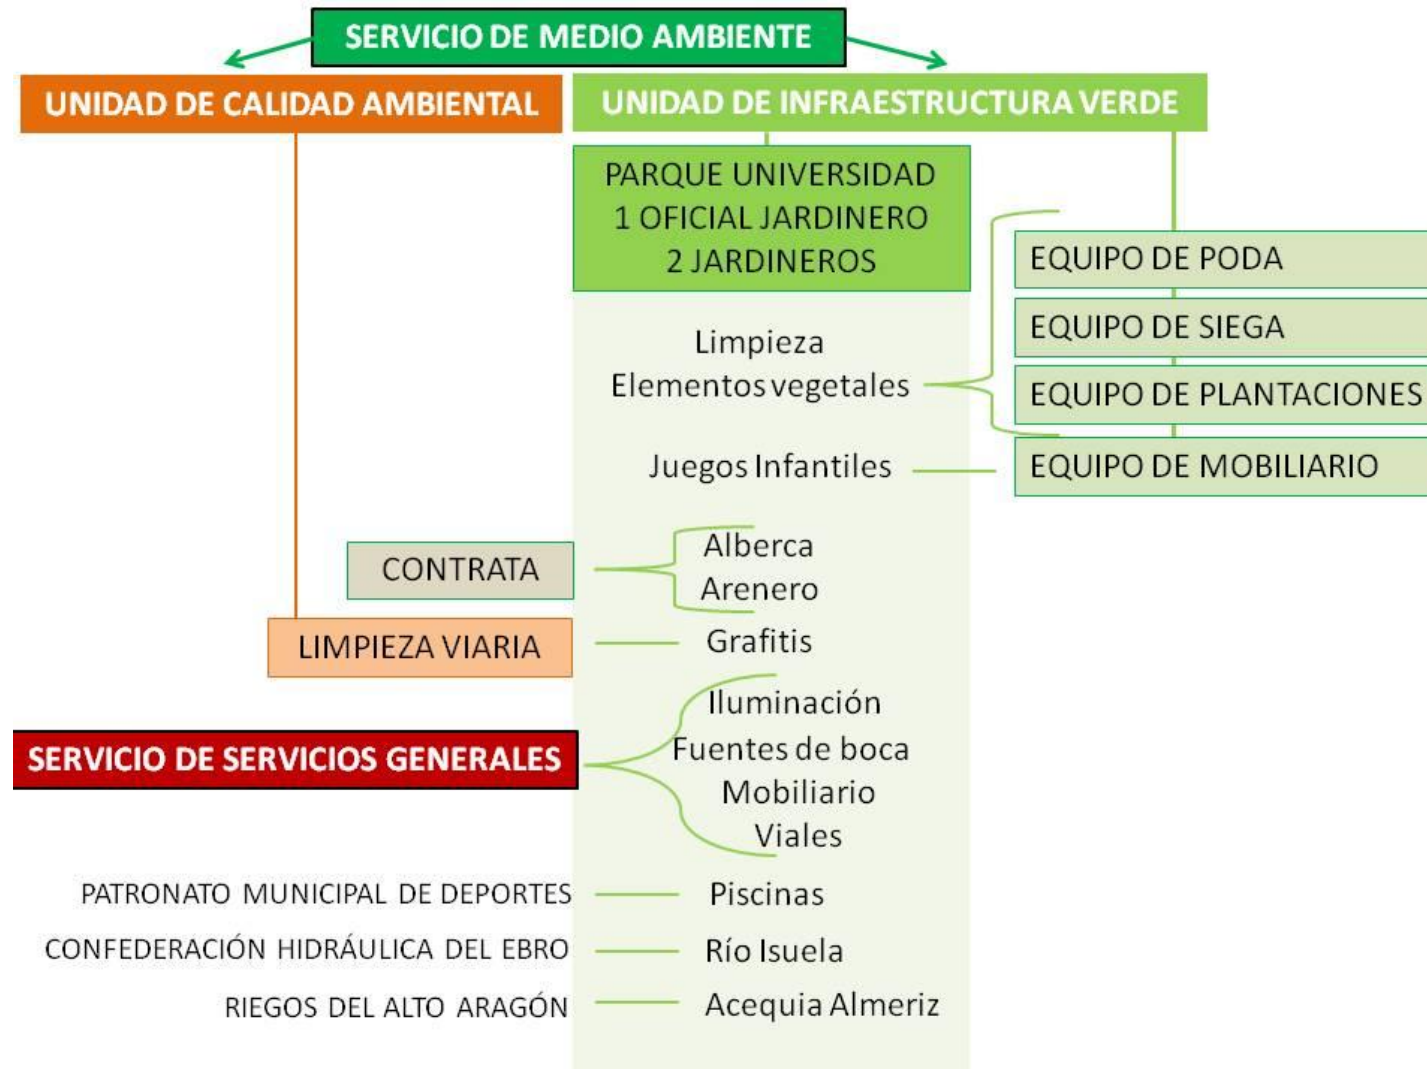 SERVICIO DE MEDIO AMBIENTE
UNIDAD DE CALIDAD AMBIENTAL
UNIDAD DE INFRAESTRUCTURA VERDE
PARQUE UNIVERSIDAD
1 OFICIAL JARDINERO
2 JARDINEROS
EQUIPO DE PODA
EQUIPO DE SIEGA
EQUIPO DE PLANTACIONES
EQUIPO DE MOBILIARIO
Limpieza
Elementos vegetales
Juegos Infantiles
CONTRATA
Alberca
Arenero
LIMPIEZA VIARIA
Grafitis
SERVICIO DE SERVICIOS GENERALES
Iluminación
Fuentes de boca
Mobiliario
Viales
PATRONATO MUNICIPAL DE DEPORTES
Piscinas
CONFEDERACIÓN HIDRÁULICA DEL EBRO
Río Isuela
RIEGOS DEL ALTO ARAGÓN
Acequia Almeriz